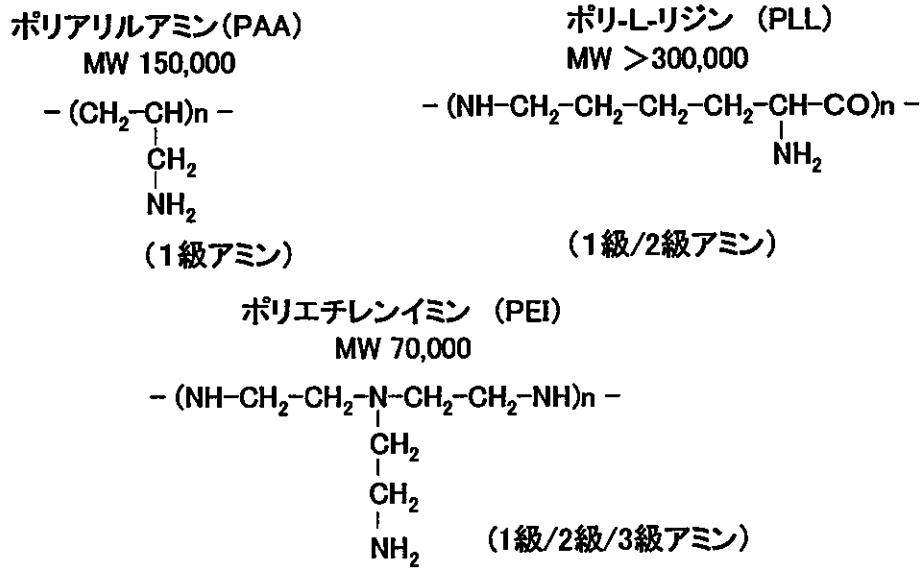 ポリアリルアミン(PAA)
MW 150,000
－(CH₂-CH)n－
CH₂
NH₂
(1級アミン)
ポリ-L-リジン (PLL)
MW ＞300,000
－(NH-CH₂-CH₂-CH₂-CH₂-CH-CO)n－
NH₂
(1級/2級アミン)
ポリエチレンイミン (PEI)
MW 70,000
－(NH-CH₂-CH₂-N-CH₂-CH₂-NH)n－
CH₂
CH₂
NH₂
(1級/2級/3級アミン)